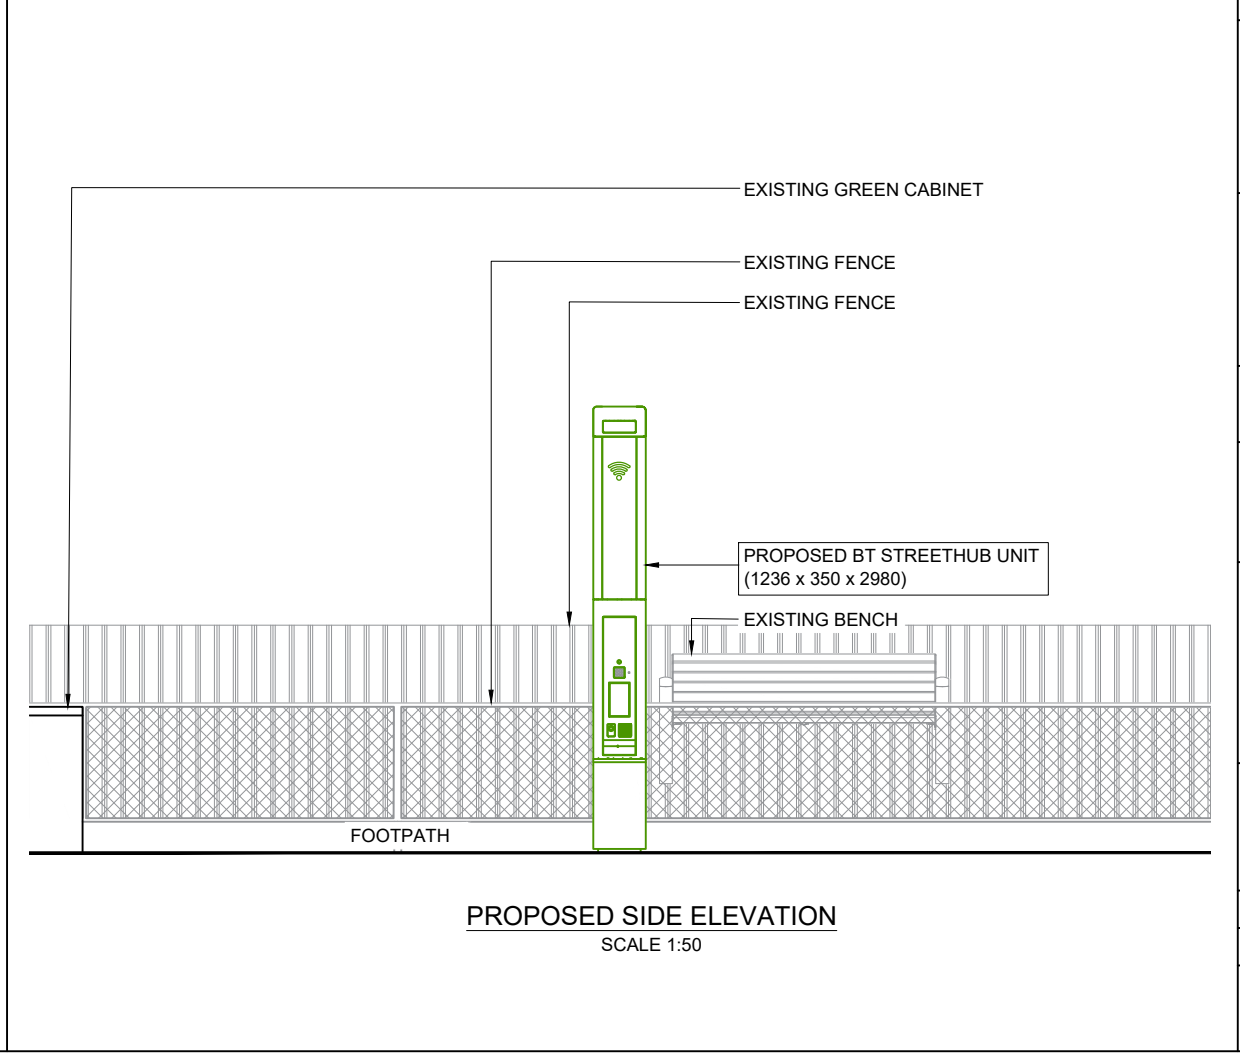 EXISTING GREEN CABINET
EXISTING FENCE
EXISTING FENCE
PROPOSED BT STREETHUB UNIT
(1236 x 350 x 2980)
EXISTING BENCH
FOOTPATH
PROPOSED SIDE ELEVATION
SCALE 1:50